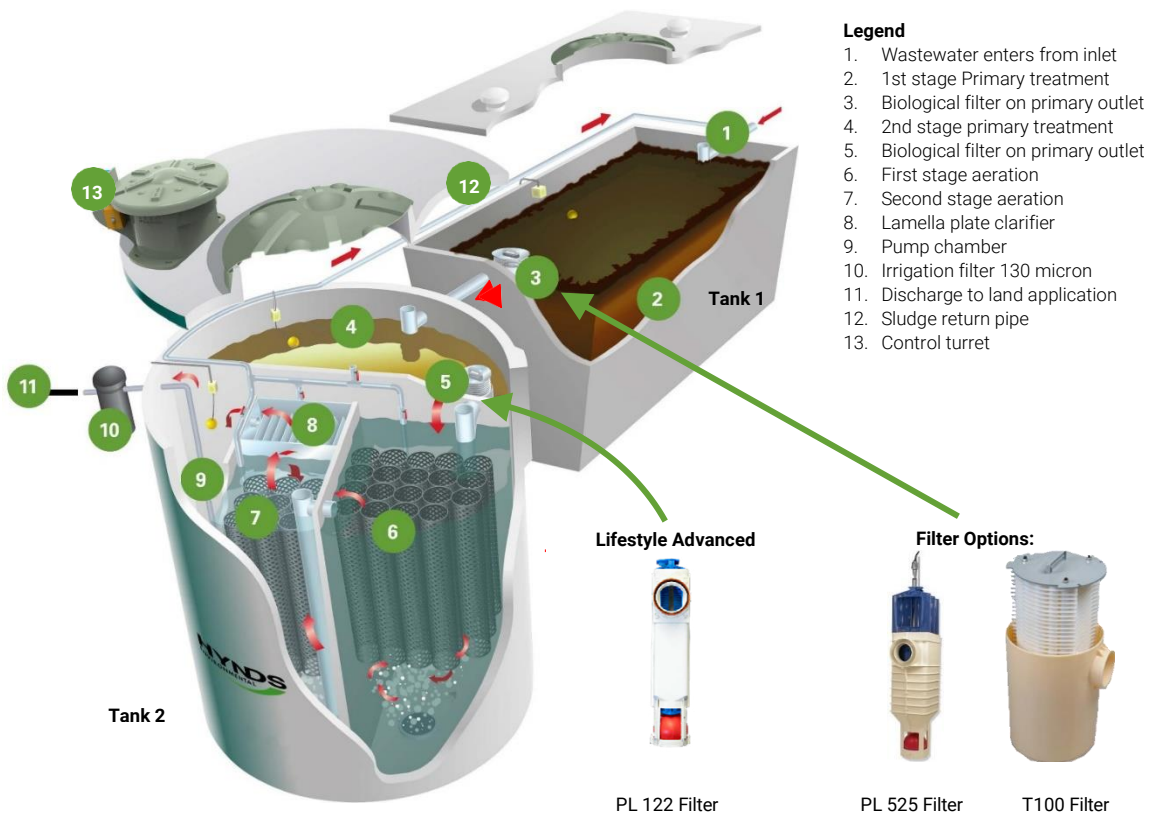 Legend
1. Wastewater enters from inlet
2. 1st stage Primary treatment
3. Biological filter on primary outlet
4. 2nd stage primary treatment
5. Biological filter on primary outlet
6. First stage aeration
7. Second stage aeration
8. Lamella plate clarifier
9. Pump chamber
10. Irrigation filter 130 micron
11. Discharge to land application
12. Sludge return pipe
13. Control turret
1
13
12
3
2
Tank 1
4
5
11
10
8
9
7
6
HYNDS
ENVIRONMENTAL
Tank 2
Lifestyle Advanced
Filter Options:
PL 122 Filter
PL 525 Filter
T100 Filter